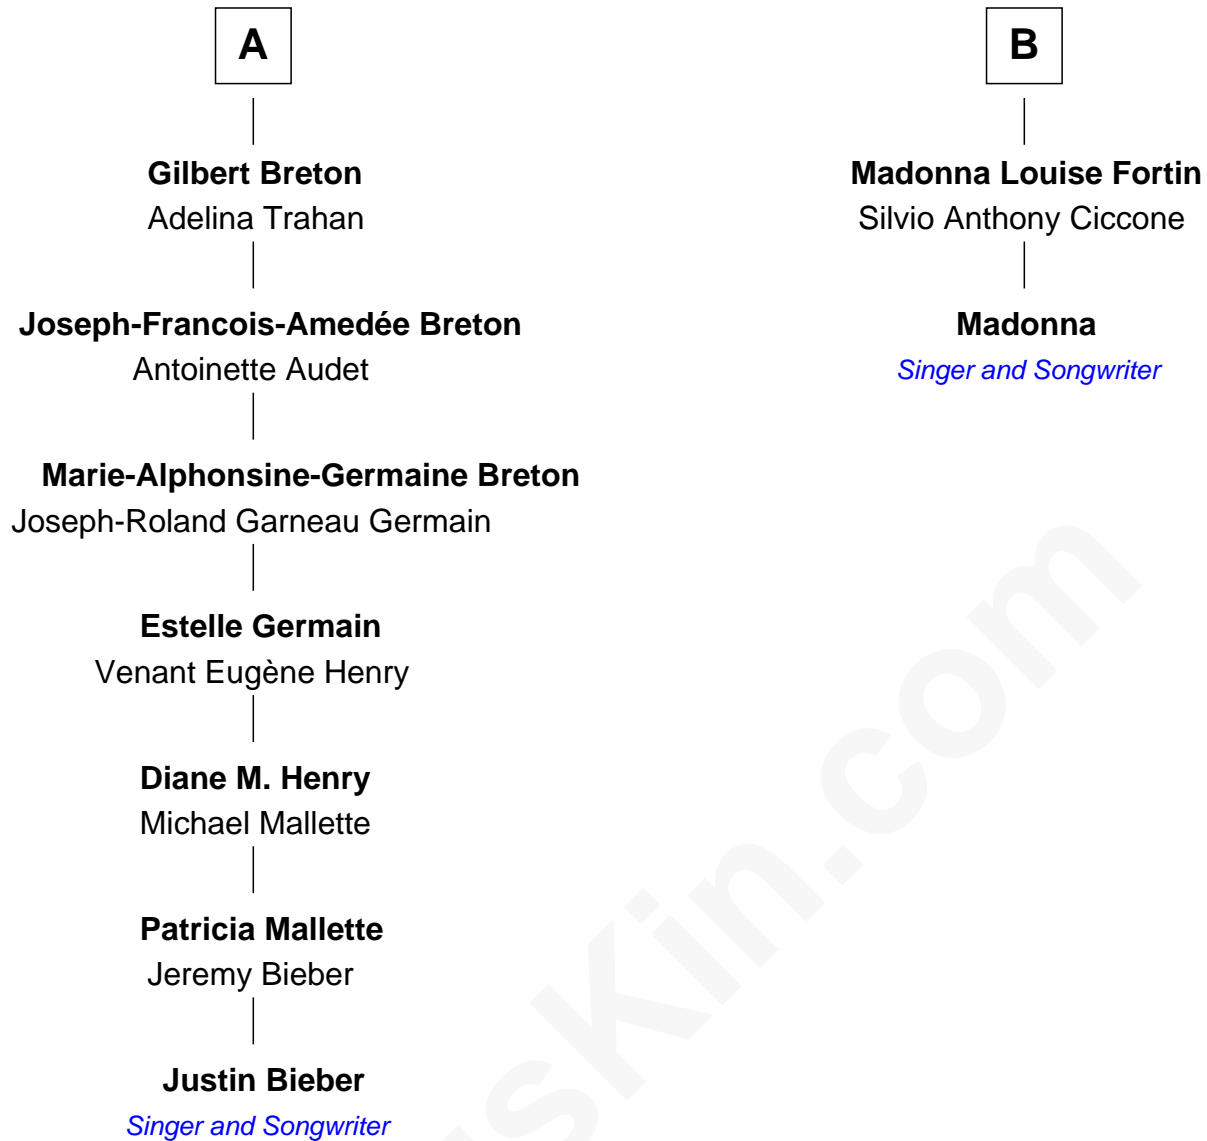 A
Gilbert Breton
Adelina Trahan
Joseph-Francois-Amedée Breton
Antoinette Audet
Marie-Alphonsine-Germaine Breton
Joseph-Roland Garneau Germain
Estelle Germain
Venant Eugène Henry
Diane M. Henry
Michael Mallette
Patricia Mallette
Jeremy Bieber
Justin Bieber
Singer and Songwriter
B
Madonna Louise Fortin
Silvio Anthony Ciccone
Madonna
Singer and Songwriter
usKin.com